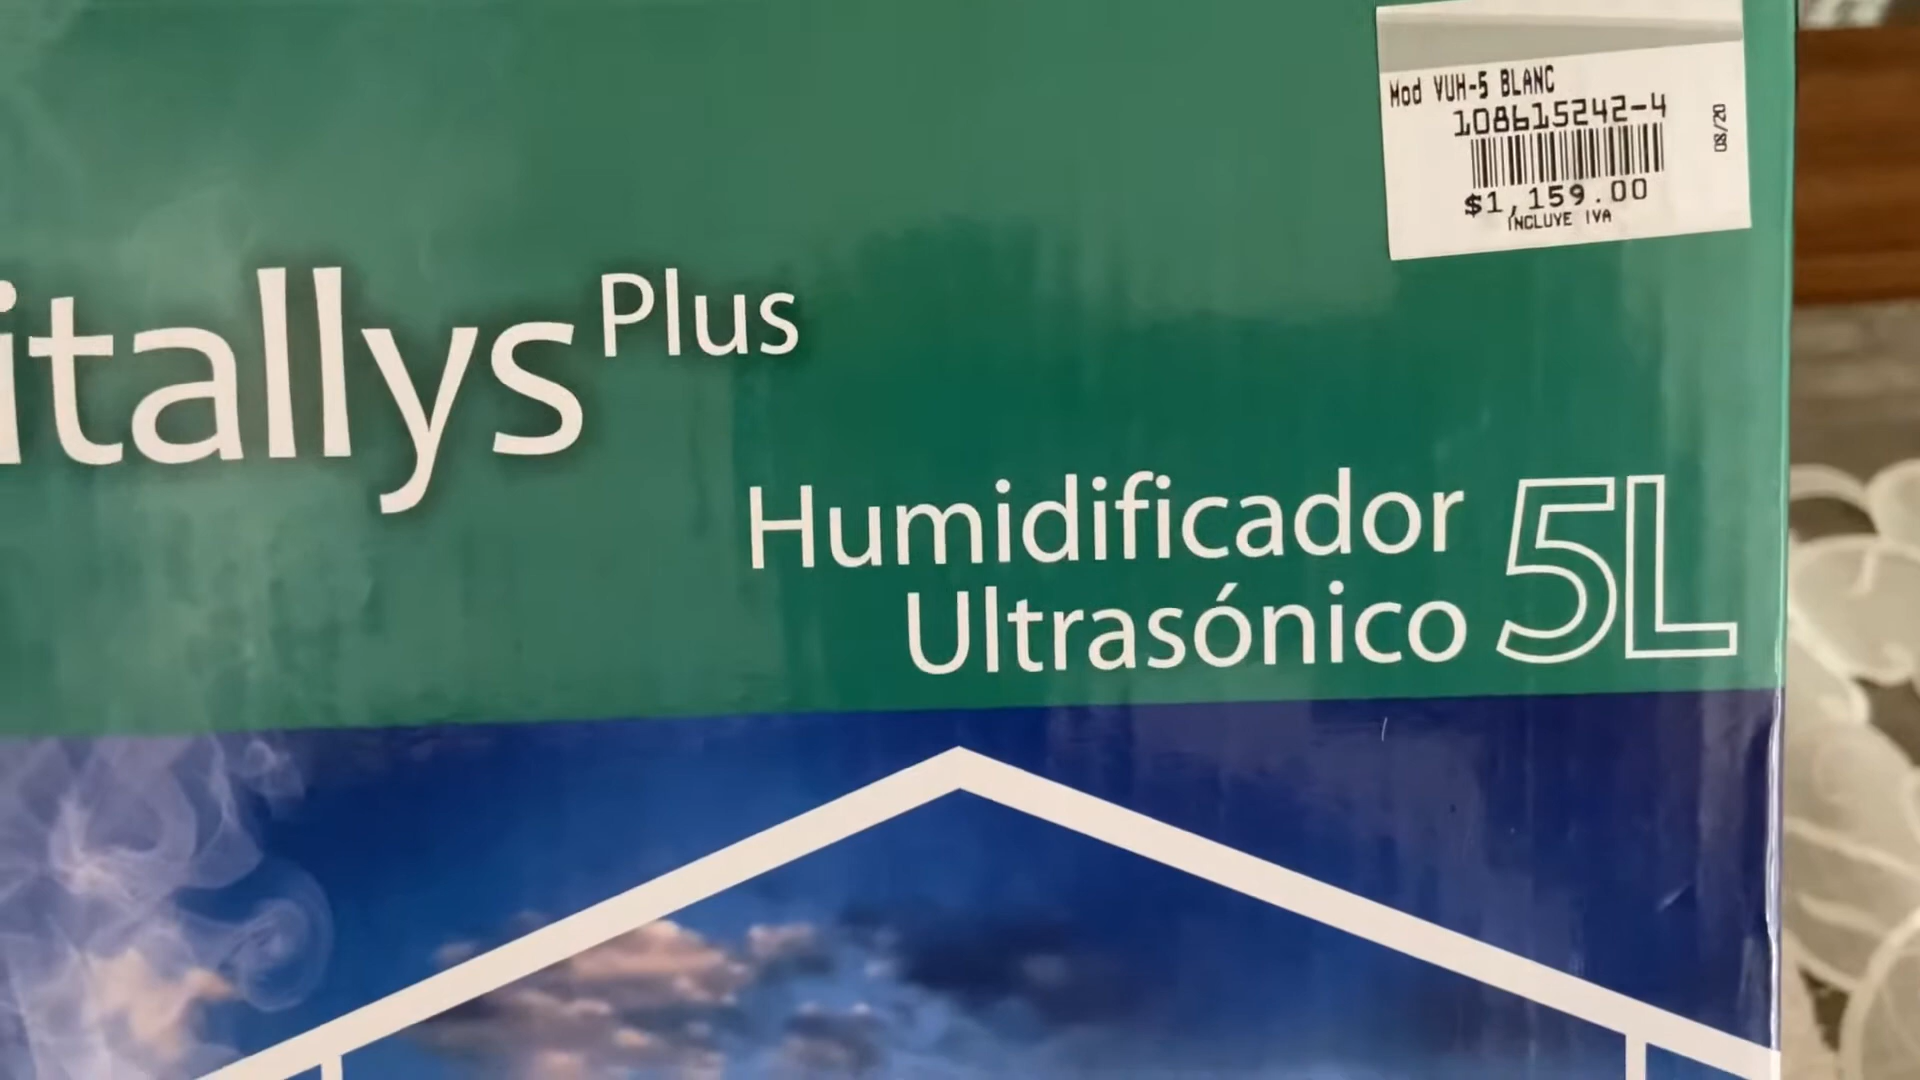 Mod VUH-5 BLANC
108615242-4
08/20
$1,159.00
INCLUYE IVA
itallys Plus
Humidificador
Ultrasónico
5L